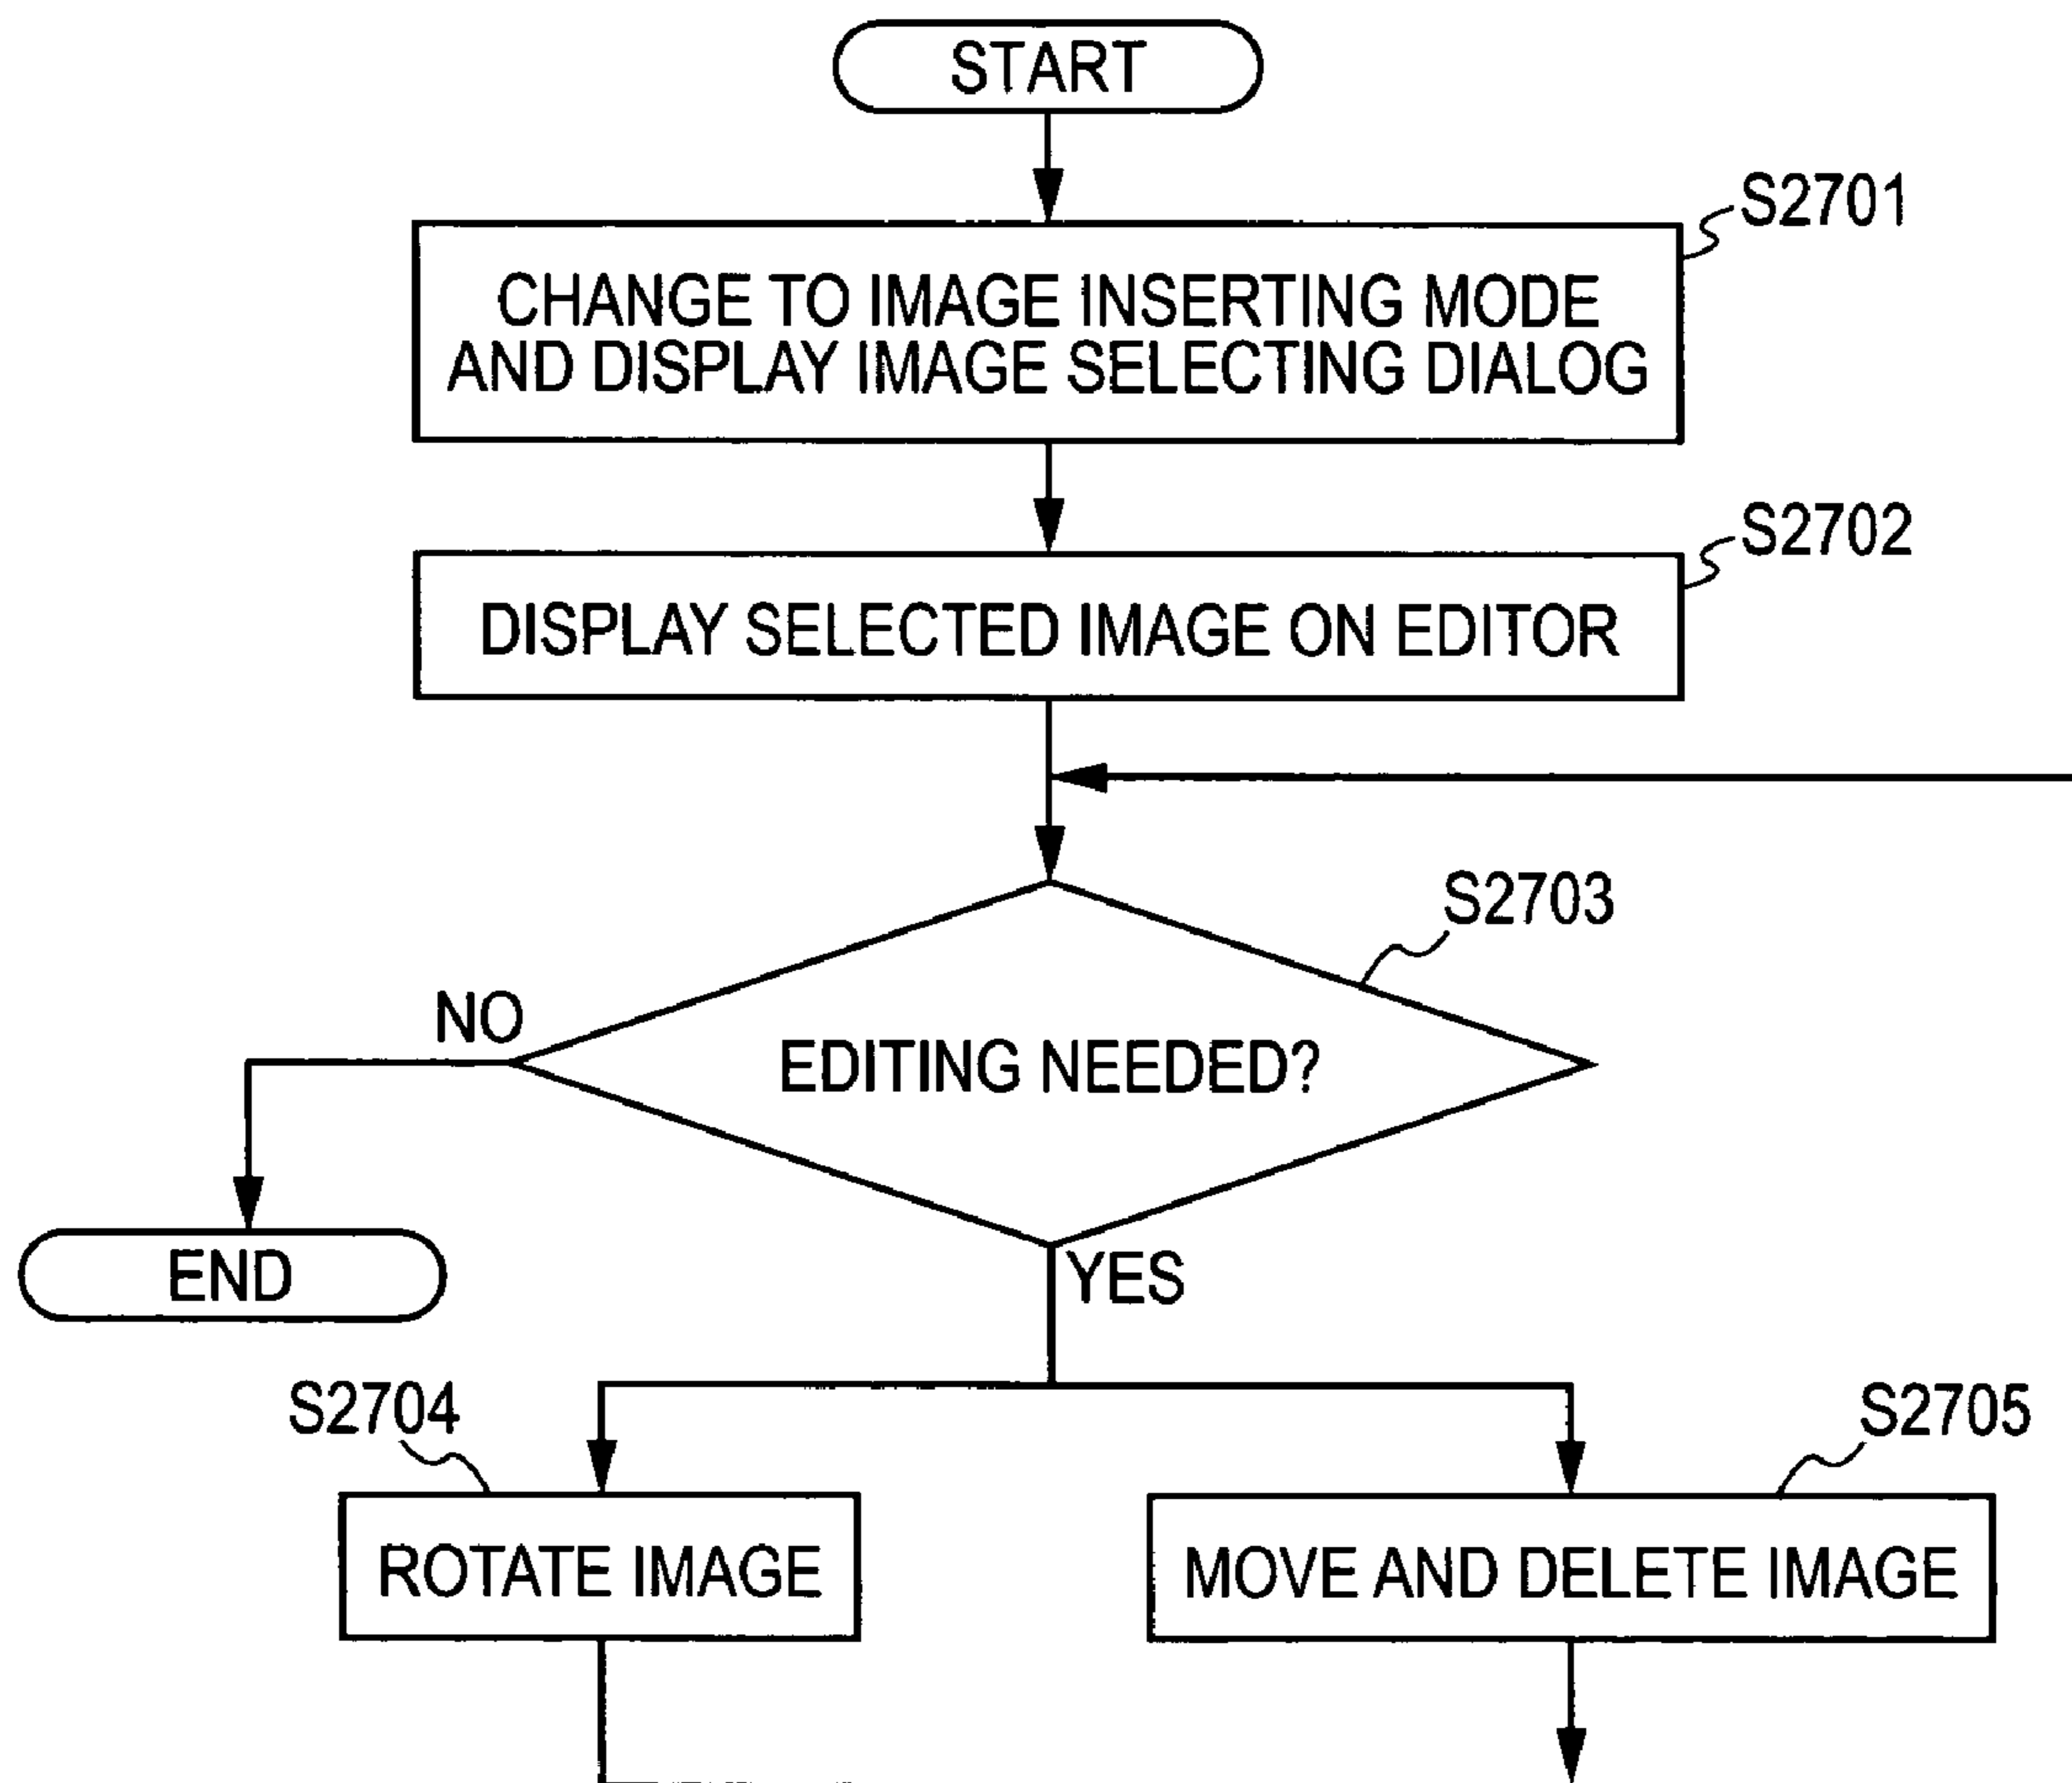 START
S2701
CHANGE TO IMAGE INSERTING MODE
AND DISPLAY IMAGE SELECTING DIALOG
S2702
DISPLAY SELECTED IMAGE ON EDITOR
S2703
NO
EDITING NEEDED?
END
YES
S2704
S2705
ROTATE IMAGE
MOVE AND DELETE IMAGE